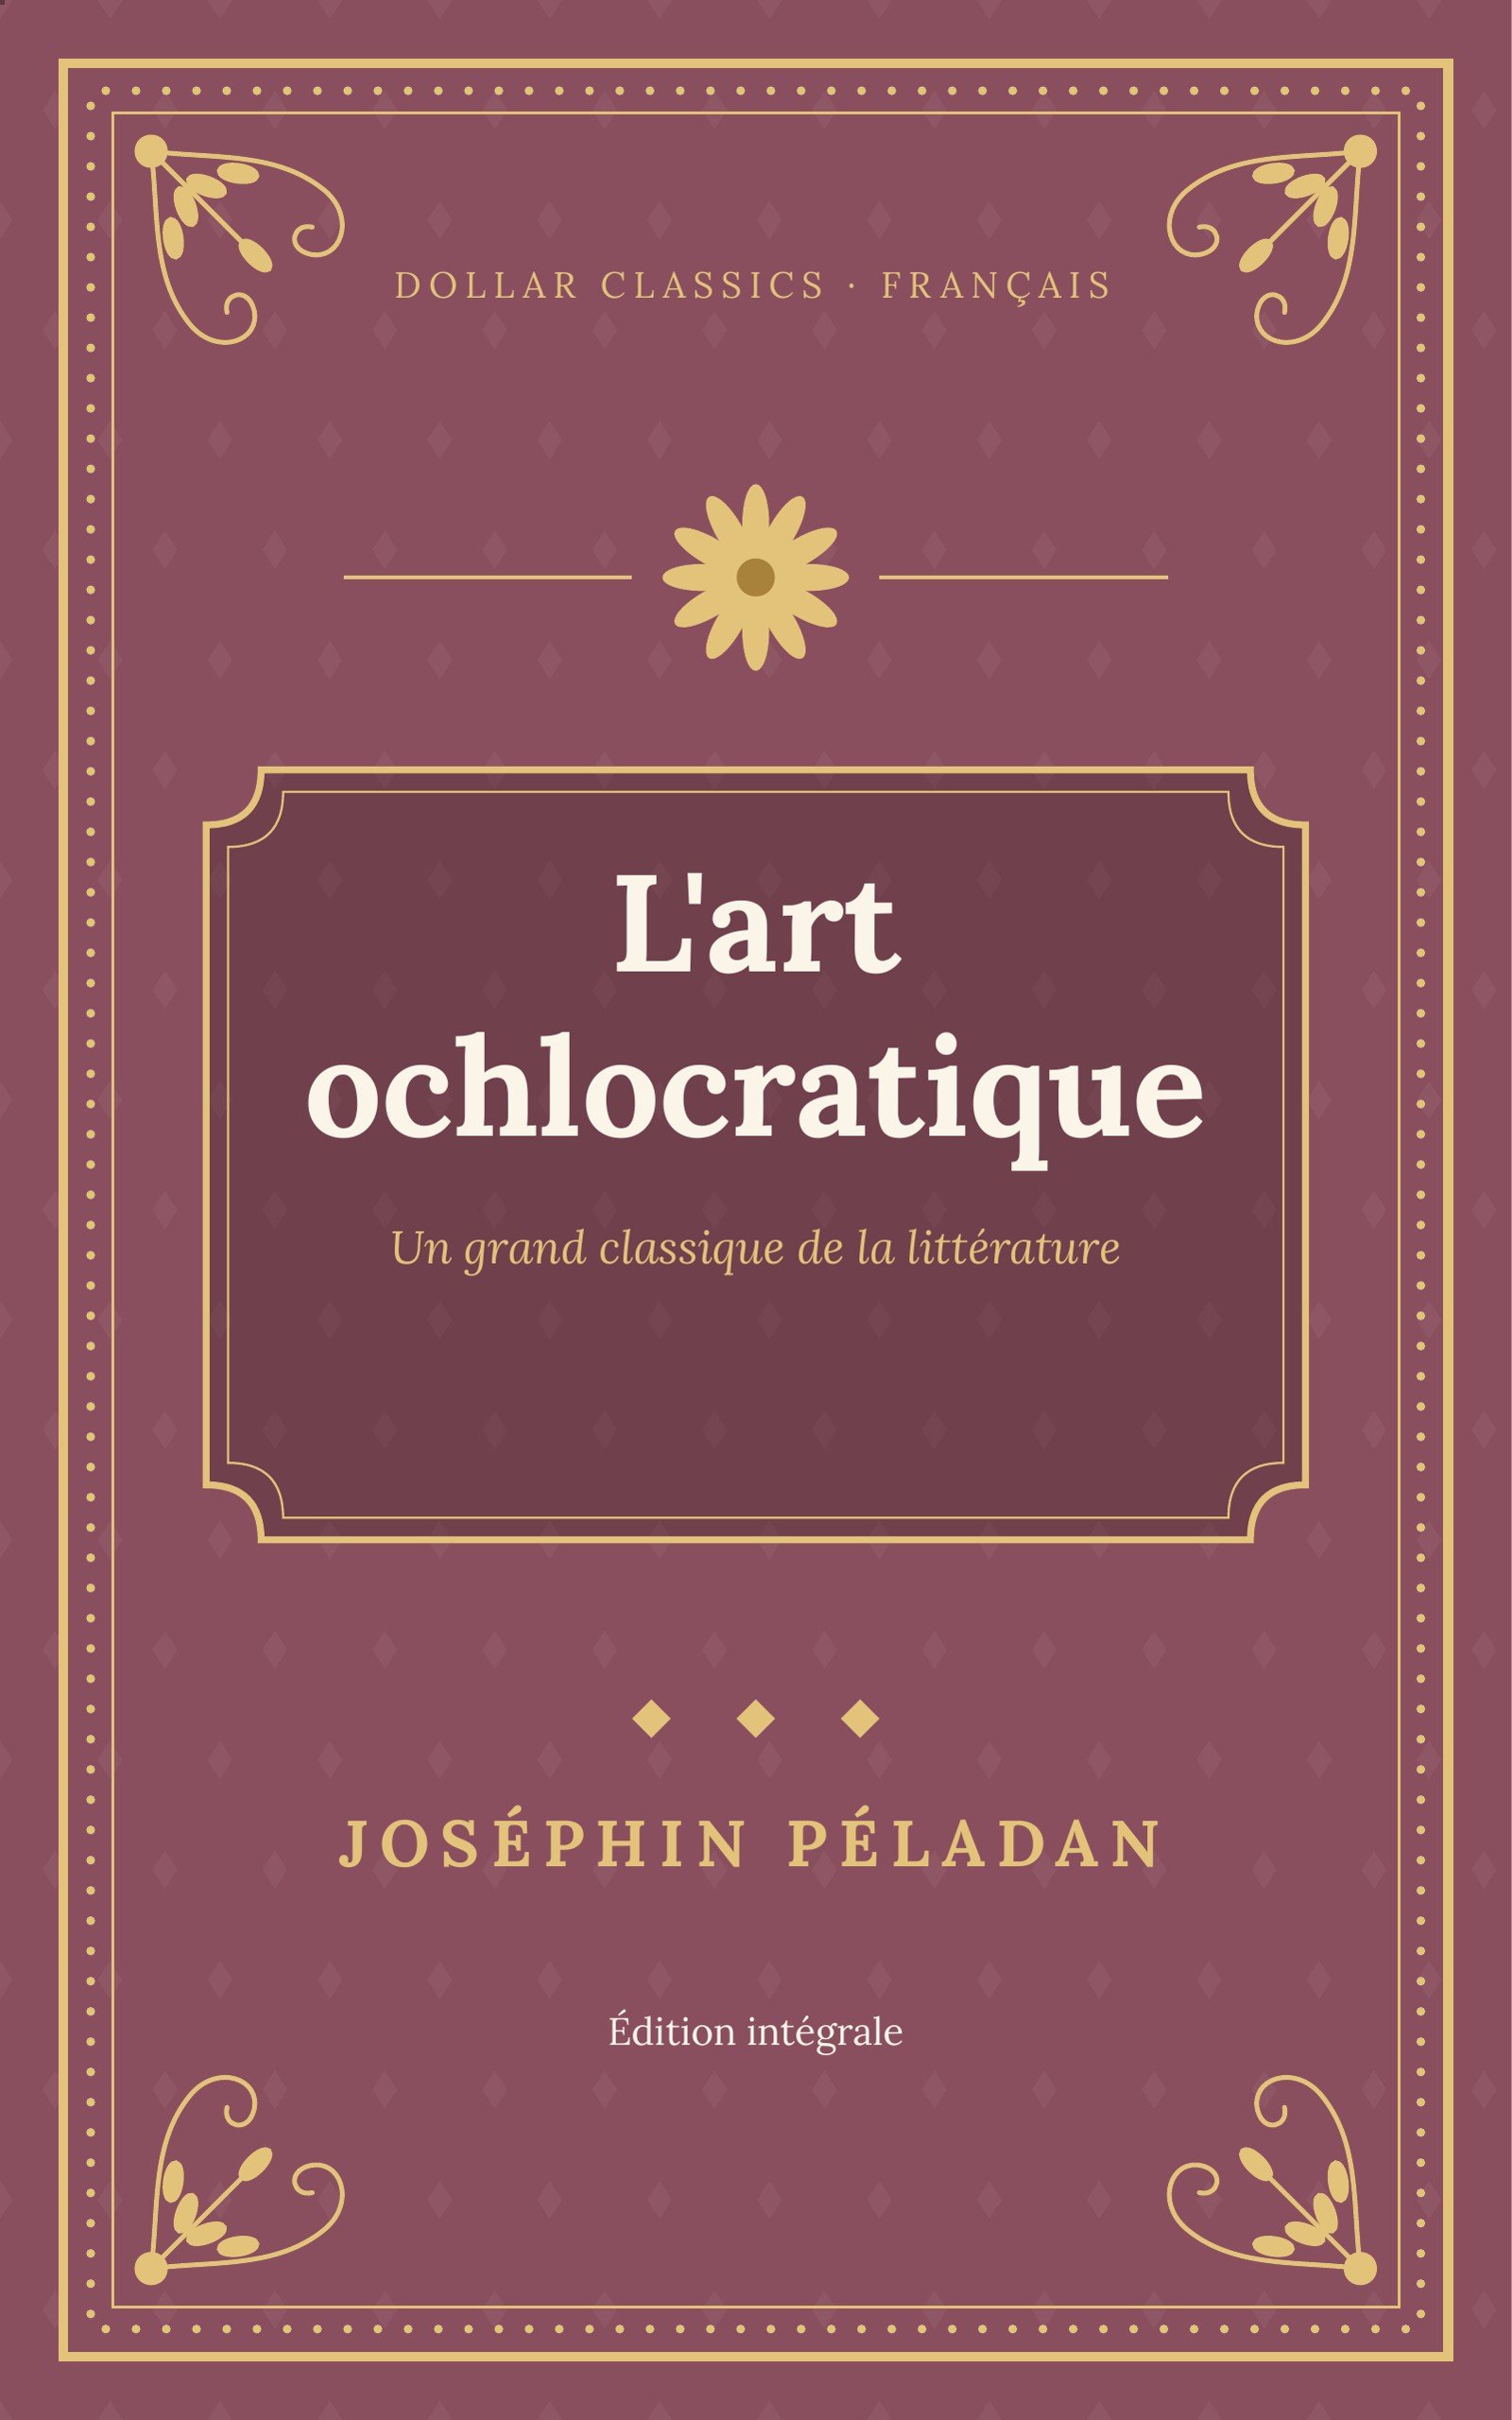 DOLLAR CLASSICS · FRANÇAIS
L'art
ochlocratique
Un grand classique de la littérature
JOSÉPHIN PÉLADAN
Édition intégrale